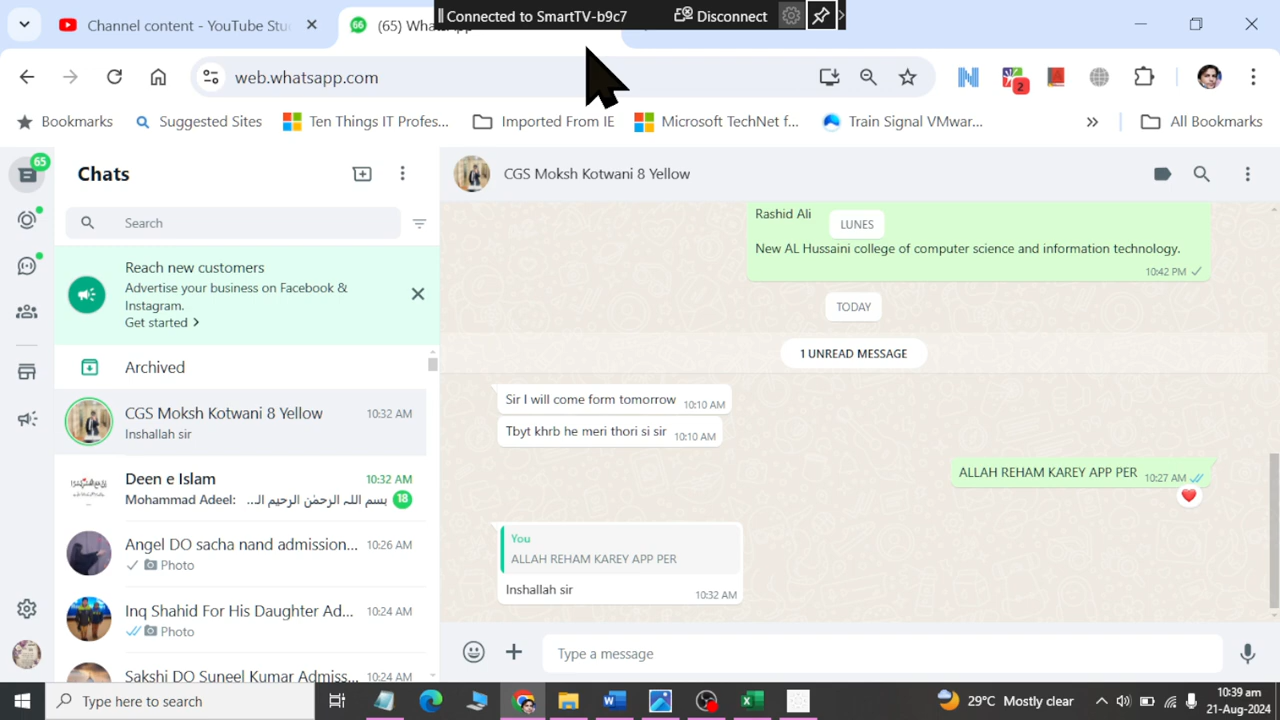 Connected to SmartTV-b9c7
Disconnect
Channel content - YouTube Stu
66
(65) WhatsApp
web.whatsapp.com
2
Bookmarks
Suggested Sites
Ten Things IT Profes...
Imported From IE
Microsoft TechNet f...
Train Signal VMwar...
All Bookmarks
65
Chats
Search
Reach new customers
Advertise your business on Facebook &
Instagram.
Get started
Archived
CGS Moksh Kotwani 8 Yellow
10:32 AM
Inshallah sir
Deen e Islam
10:32 AM
Mohammad Adeel: بسم اللہ الرحمٰن الرحیم الـ...
18
Angel DO sacha nand admission...
10:26 AM
Photo
Inq Shahid For His Daughter Ad...
10:24 AM
Photo
Sakshi DO Suneel Kumar Admiss...
10:24 AM
CGS Moksh Kotwani 8 Yellow
Rashid Ali
LUNES
New AL Hussaini college of computer science and information technology.
10:42 PM
TODAY
1 UNREAD MESSAGE
Sir I will come form tomorrow
10:10 AM
Tbyt khrb he meri thori si sir
10:10 AM
ALLAH REHAM KAREY APP PER
10:27 AM
You
ALLAH REHAM KAREY APP PER
Inshallah sir
10:32 AM
Type a message
Type here to search
29°C Mostly clear
10:39 am
21-Aug-2024